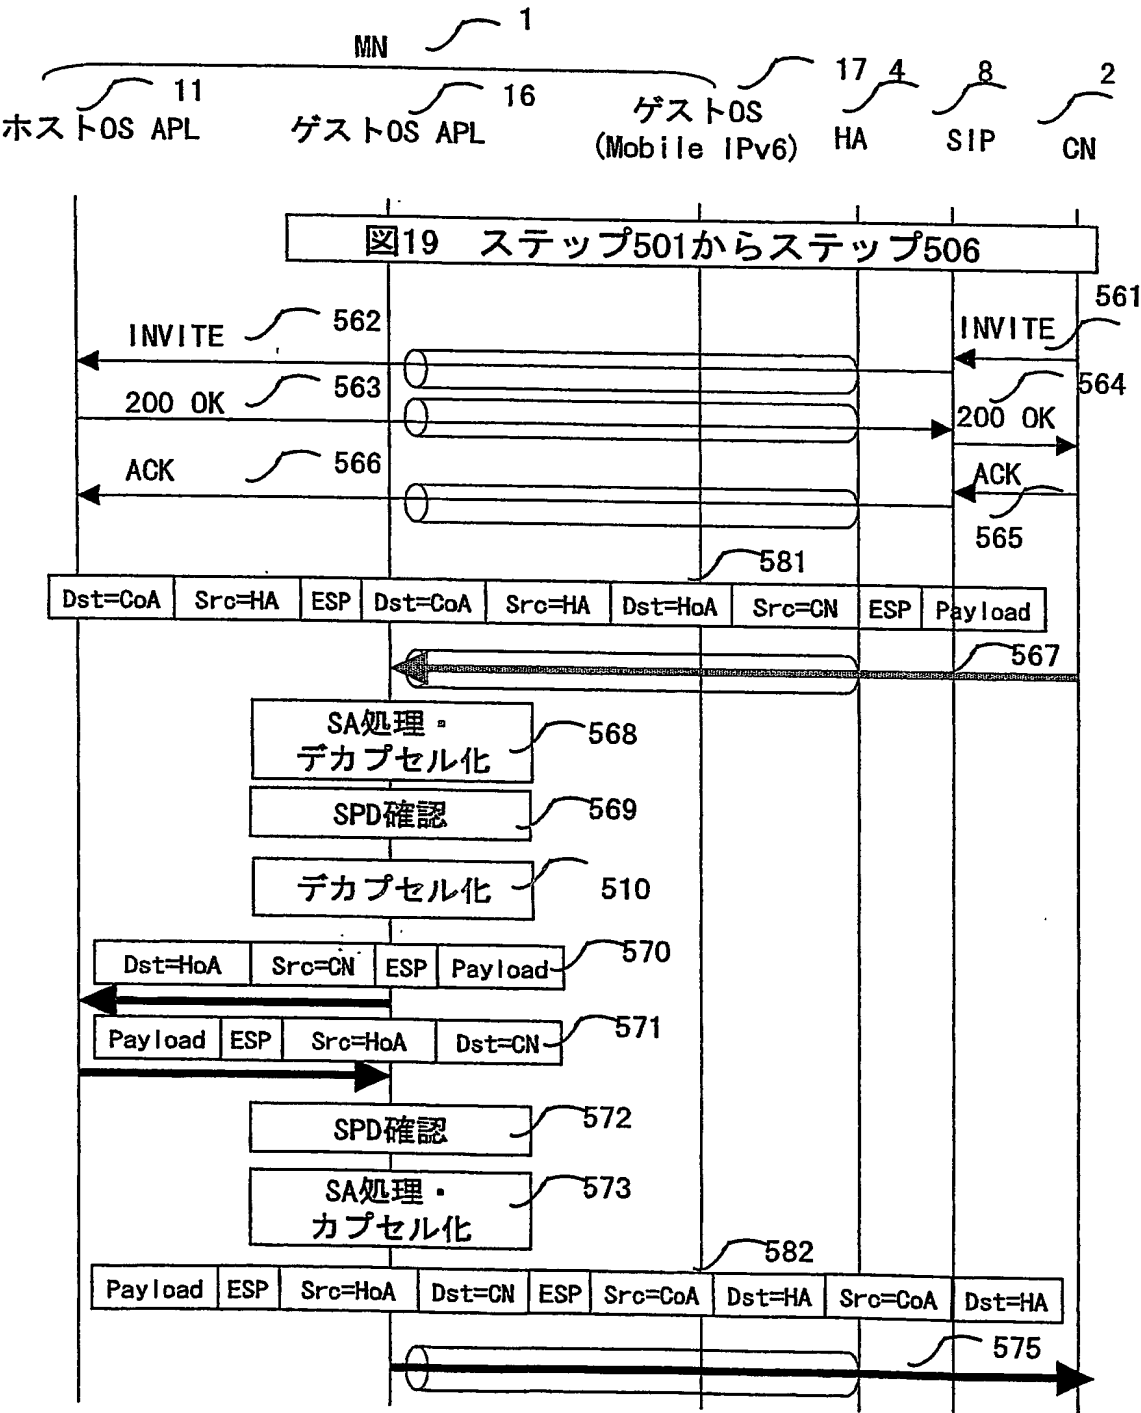 MN 1
ホストOS APL 11
ゲストOS APL 16
ゲストOS 17
(Mobile IPv6)
HA 4
SIP 8
CN 2
図19 ステップ501からステップ506
INVITE 562
INVITE 561
200 OK 563
200 OK 564
ACK 566
ACK 565
581
Dst=CoA Src=HA ESP Dst=CoA Src=HA Dst=HoA Src=CN ESP Payload
567
SA処理・
デカプセル化 568
SPD確認 569
デカプセル化 510
Dst=HoA Src=CN ESP Payload 570
Payload ESP Src=HoA Dst=CN 571
SPD確認 572
SA処理・
カプセル化 573
582
Payload ESP Src=HoA Dst=CN ESP Src=CoA Dst=HA Src=CoA Dst=HA
575